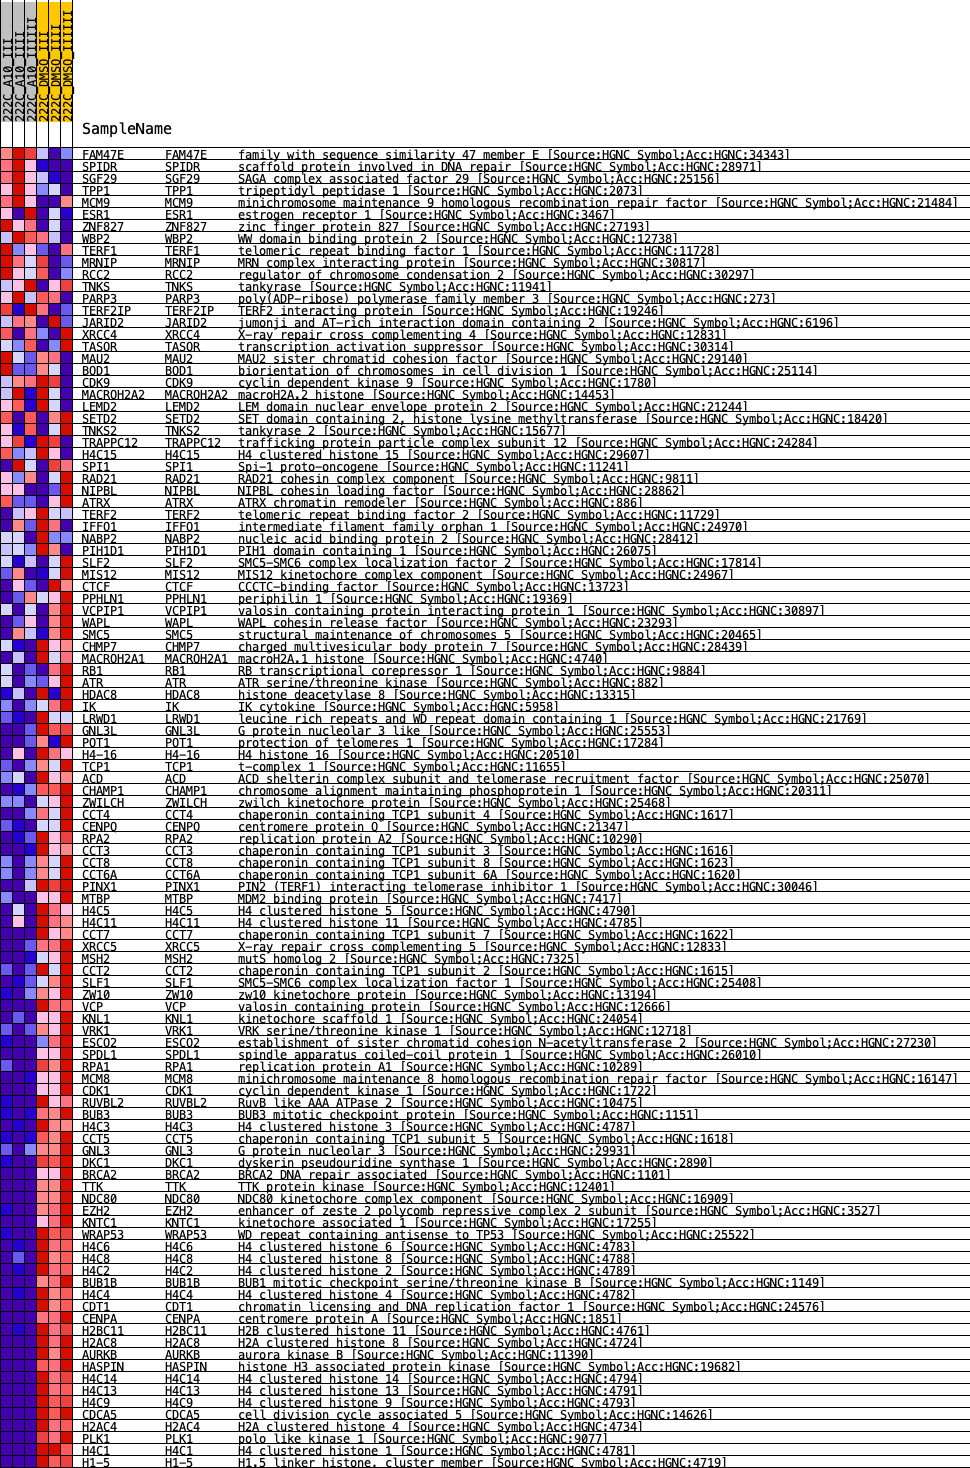 222C_A10_III
222C_A10_IIII
222C_A10_IIIIII
222C_DMSO_III
222C_DMSO_IIII
222C_DMSO_IIIIII
SampleName
FAM47E FAM47E family with sequence similarity 47 member E [Source:HGNC Symbol;Acc:HGNC:34343]
SPIDR SPIDR scaffold protein involved in DNA repair [Source:HGNC Symbol;Acc:HGNC:28971]
SGF29 SGF29 SAGA complex associated factor 29 [Source:HGNC Symbol;Acc:HGNC:25156]
TPP1 TPP1 tripeptidyl peptidase 1 [Source:HGNC Symbol;Acc:HGNC:2073]
MCM9 MCM9 minichromosome maintenance 9 homologous recombination repair factor [Source:HGNC Symbol;Acc:HGNC:21484]
ESR1 ESR1 estrogen receptor 1 [Source:HGNC Symbol;Acc:HGNC:3467]
ZNF827 ZNF827 zinc finger protein 827 [Source:HGNC Symbol;Acc:HGNC:27193]
WBP2 WBP2 WW domain binding protein 2 [Source:HGNC Symbol;Acc:HGNC:12738]
TERF1 TERF1 telomeric repeat binding factor 1 [Source:HGNC Symbol;Acc:HGNC:11728]
MRNIP MRNIP MRN complex interacting protein [Source:HGNC Symbol;Acc:HGNC:30817]
RCC2 RCC2 regulator of chromosome condensation 2 [Source:HGNC Symbol;Acc:HGNC:30297]
TNKS TNKS tankyrase [Source:HGNC Symbol;Acc:HGNC:11941]
PARP3 PARP3 poly(ADP-ribose) polymerase family member 3 [Source:HGNC Symbol;Acc:HGNC:273]
TERF2IP TERF2IP TERF2 interacting protein [Source:HGNC Symbol;Acc:HGNC:19246]
JARID2 JARID2 jumonji and AT-rich interaction domain containing 2 [Source:HGNC Symbol;Acc:HGNC:6196]
XRCC4 XRCC4 X-ray repair cross complementing 4 [Source:HGNC Symbol;Acc:HGNC:12831]
TASOR TASOR transcription activation suppressor [Source:HGNC Symbol;Acc:HGNC:30314]
MAU2 MAU2 MAU2 sister chromatid cohesion factor [Source:HGNC Symbol;Acc:HGNC:29140]
BOD1 BOD1 biorientation of chromosomes in cell division 1 [Source:HGNC Symbol;Acc:HGNC:25114]
CDK9 CDK9 cyclin dependent kinase 9 [Source:HGNC Symbol;Acc:HGNC:1780]
MACROH2A2 MACROH2A2 macroH2A.2 histone [Source:HGNC Symbol;Acc:HGNC:14453]
LEMD2 LEMD2 LEM domain nuclear envelope protein 2 [Source:HGNC Symbol;Acc:HGNC:21244]
SETD2 SETD2 SET domain containing 2, histone lysine methyltransferase [Source:HGNC Symbol;Acc:HGNC:18420]
TNKS2 TNKS2 tankyrase 2 [Source:HGNC Symbol;Acc:HGNC:15677]
TRAPPC12 TRAPPC12 trafficking protein particle complex subunit 12 [Source:HGNC Symbol;Acc:HGNC:24284]
H4C15 H4C15 H4 clustered histone 15 [Source:HGNC Symbol;Acc:HGNC:29607]
SPI1 SPI1 Spi-1 proto-oncogene [Source:HGNC Symbol;Acc:HGNC:11241]
RAD21 RAD21 RAD21 cohesin complex component [Source:HGNC Symbol;Acc:HGNC:9811]
NIPBL NIPBL NIPBL cohesin loading factor [Source:HGNC Symbol;Acc:HGNC:28862]
ATRX ATRX ATRX chromatin remodeler [Source:HGNC Symbol;Acc:HGNC:886]
TERF2 TERF2 telomeric repeat binding factor 2 [Source:HGNC Symbol;Acc:HGNC:11729]
IFFO1 IFFO1 intermediate filament family orphan 1 [Source:HGNC Symbol;Acc:HGNC:24970]
NABP2 NABP2 nucleic acid binding protein 2 [Source:HGNC Symbol;Acc:HGNC:28412]
PIH1D1 PIH1D1 PIH1 domain containing 1 [Source:HGNC Symbol;Acc:HGNC:26075]
SLF2 SLF2 SMC5-SMC6 complex localization factor 2 [Source:HGNC Symbol;Acc:HGNC:17814]
MIS12 MIS12 MIS12 kinetochore complex component [Source:HGNC Symbol;Acc:HGNC:24967]
CTCF CTCF CCCTC-binding factor [Source:HGNC Symbol;Acc:HGNC:13723]
PPHLN1 PPHLN1 periphilin 1 [Source:HGNC Symbol;Acc:HGNC:19369]
VCPIP1 VCPIP1 valosin containing protein interacting protein 1 [Source:HGNC Symbol;Acc:HGNC:30897]
WAPL WAPL WAPL cohesin release factor [Source:HGNC Symbol;Acc:HGNC:23293]
SMC5 SMC5 structural maintenance of chromosomes 5 [Source:HGNC Symbol;Acc:HGNC:20465]
CHMP7 CHMP7 charged multivesicular body protein 7 [Source:HGNC Symbol;Acc:HGNC:28439]
MACROH2A1 MACROH2A1 macroH2A.1 histone [Source:HGNC Symbol;Acc:HGNC:4740]
RB1 RB1 RB transcriptional corepressor 1 [Source:HGNC Symbol;Acc:HGNC:9884]
ATR ATR ATR serine/threonine kinase [Source:HGNC Symbol;Acc:HGNC:882]
HDAC8 HDAC8 histone deacetylase 8 [Source:HGNC Symbol;Acc:HGNC:13315]
IK IK IK cytokine [Source:HGNC Symbol;Acc:HGNC:5958]
LRWD1 LRWD1 leucine rich repeats and WD repeat domain containing 1 [Source:HGNC Symbol;Acc:HGNC:21769]
GNL3L GNL3L G protein nucleolar 3 like [Source:HGNC Symbol;Acc:HGNC:25553]
POT1 POT1 protection of telomeres 1 [Source:HGNC Symbol;Acc:HGNC:17284]
H4-16 H4-16 H4 histone 16 [Source:HGNC Symbol;Acc:HGNC:20510]
TCP1 TCP1 t-complex 1 [Source:HGNC Symbol;Acc:HGNC:11655]
ACD ACD ACD shelterin complex subunit and telomerase recruitment factor [Source:HGNC Symbol;Acc:HGNC:25070]
CHAMP1 CHAMP1 chromosome alignment maintaining phosphoprotein 1 [Source:HGNC Symbol;Acc:HGNC:20311]
ZWILCH ZWILCH zwilch kinetochore protein [Source:HGNC Symbol;Acc:HGNC:25468]
CCT4 CCT4 chaperonin containing TCP1 subunit 4 [Source:HGNC Symbol;Acc:HGNC:1617]
CENPQ CENPQ centromere protein Q [Source:HGNC Symbol;Acc:HGNC:21347]
RPA2 RPA2 replication protein A2 [Source:HGNC Symbol;Acc:HGNC:10290]
CCT3 CCT3 chaperonin containing TCP1 subunit 3 [Source:HGNC Symbol;Acc:HGNC:1616]
CCT8 CCT8 chaperonin containing TCP1 subunit 8 [Source:HGNC Symbol;Acc:HGNC:1623]
CCT6A CCT6A chaperonin containing TCP1 subunit 6A [Source:HGNC Symbol;Acc:HGNC:1620]
PINX1 PINX1 PIN2 (TERF1) interacting telomerase inhibitor 1 [Source:HGNC Symbol;Acc:HGNC:30046]
MTBP MTBP MDM2 binding protein [Source:HGNC Symbol;Acc:HGNC:7417]
H4C5 H4C5 H4 clustered histone 5 [Source:HGNC Symbol;Acc:HGNC:4790]
H4C11 H4C11 H4 clustered histone 11 [Source:HGNC Symbol;Acc:HGNC:4785]
CCT7 CCT7 chaperonin containing TCP1 subunit 7 [Source:HGNC Symbol;Acc:HGNC:1622]
XRCC5 XRCC5 X-ray repair cross complementing 5 [Source:HGNC Symbol;Acc:HGNC:12833]
MSH2 MSH2 mutS homolog 2 [Source:HGNC Symbol;Acc:HGNC:7325]
CCT2 CCT2 chaperonin containing TCP1 subunit 2 [Source:HGNC Symbol;Acc:HGNC:1615]
SLF1 SLF1 SMC5-SMC6 complex localization factor 1 [Source:HGNC Symbol;Acc:HGNC:25408]
ZW10 ZW10 zw10 kinetochore protein [Source:HGNC Symbol;Acc:HGNC:13194]
VCP VCP valosin containing protein [Source:HGNC Symbol;Acc:HGNC:12666]
KNL1 KNL1 kinetochore scaffold 1 [Source:HGNC Symbol;Acc:HGNC:24054]
VRK1 VRK1 VRK serine/threonine kinase 1 [Source:HGNC Symbol;Acc:HGNC:12718]
ESCO2 ESCO2 establishment of sister chromatid cohesion N-acetyltransferase 2 [Source:HGNC Symbol;Acc:HGNC:27230]
SPDL1 SPDL1 spindle apparatus coiled-coil protein 1 [Source:HGNC Symbol;Acc:HGNC:26010]
RPA1 RPA1 replication protein A1 [Source:HGNC Symbol;Acc:HGNC:10289]
MCM8 MCM8 minichromosome maintenance 8 homologous recombination repair factor [Source:HGNC Symbol;Acc:HGNC:16147]
CDK1 CDK1 cyclin dependent kinase 1 [Source:HGNC Symbol;Acc:HGNC:1722]
RUVBL2 RUVBL2 RuvB like AAA ATPase 2 [Source:HGNC Symbol;Acc:HGNC:10475]
BUB3 BUB3 BUB3 mitotic checkpoint protein [Source:HGNC Symbol;Acc:HGNC:1151]
H4C3 H4C3 H4 clustered histone 3 [Source:HGNC Symbol;Acc:HGNC:4787]
CCT5 CCT5 chaperonin containing TCP1 subunit 5 [Source:HGNC Symbol;Acc:HGNC:1618]
GNL3 GNL3 G protein nucleolar 3 [Source:HGNC Symbol;Acc:HGNC:29931]
DKC1 DKC1 dyskerin pseudouridine synthase 1 [Source:HGNC Symbol;Acc:HGNC:2890]
BRCA2 BRCA2 BRCA2 DNA repair associated [Source:HGNC Symbol;Acc:HGNC:1101]
TTK TTK TTK protein kinase [Source:HGNC Symbol;Acc:HGNC:12401]
NDC80 NDC80 NDC80 kinetochore complex component [Source:HGNC Symbol;Acc:HGNC:16909]
EZH2 EZH2 enhancer of zeste 2 polycomb repressive complex 2 subunit [Source:HGNC Symbol;Acc:HGNC:3527]
KNTC1 KNTC1 kinetochore associated 1 [Source:HGNC Symbol;Acc:HGNC:17255]
WRAP53 WRAP53 WD repeat containing antisense to TP53 [Source:HGNC Symbol;Acc:HGNC:25522]
H4C6 H4C6 H4 clustered histone 6 [Source:HGNC Symbol;Acc:HGNC:4783]
H4C8 H4C8 H4 clustered histone 8 [Source:HGNC Symbol;Acc:HGNC:4788]
H4C2 H4C2 H4 clustered histone 2 [Source:HGNC Symbol;Acc:HGNC:4789]
BUB1B BUB1B BUB1 mitotic checkpoint serine/threonine kinase B [Source:HGNC Symbol;Acc:HGNC:1149]
H4C4 H4C4 H4 clustered histone 4 [Source:HGNC Symbol;Acc:HGNC:4782]
CDT1 CDT1 chromatin licensing and DNA replication factor 1 [Source:HGNC Symbol;Acc:HGNC:24576]
CENPA CENPA centromere protein A [Source:HGNC Symbol;Acc:HGNC:1851]
H2BC11 H2BC11 H2B clustered histone 11 [Source:HGNC Symbol;Acc:HGNC:4761]
H2AC8 H2AC8 H2A clustered histone 8 [Source:HGNC Symbol;Acc:HGNC:4724]
AURKB AURKB aurora kinase B [Source:HGNC Symbol;Acc:HGNC:11390]
HASPIN HASPIN histone H3 associated protein kinase [Source:HGNC Symbol;Acc:HGNC:19682]
H4C14 H4C14 H4 clustered histone 14 [Source:HGNC Symbol;Acc:HGNC:4794]
H4C13 H4C13 H4 clustered histone 13 [Source:HGNC Symbol;Acc:HGNC:4791]
H4C9 H4C9 H4 clustered histone 9 [Source:HGNC Symbol;Acc:HGNC:4793]
CDCA5 CDCA5 cell division cycle associated 5 [Source:HGNC Symbol;Acc:HGNC:14626]
H2AC4 H2AC4 H2A clustered histone 4 [Source:HGNC Symbol;Acc:HGNC:4734]
PLK1 PLK1 polo like kinase 1 [Source:HGNC Symbol;Acc:HGNC:9077]
H4C1 H4C1 H4 clustered histone 1 [Source:HGNC Symbol;Acc:HGNC:4781]
H1-5 H1-5 H1.5 linker histone, cluster member [Source:HGNC Symbol;Acc:HGNC:4719]